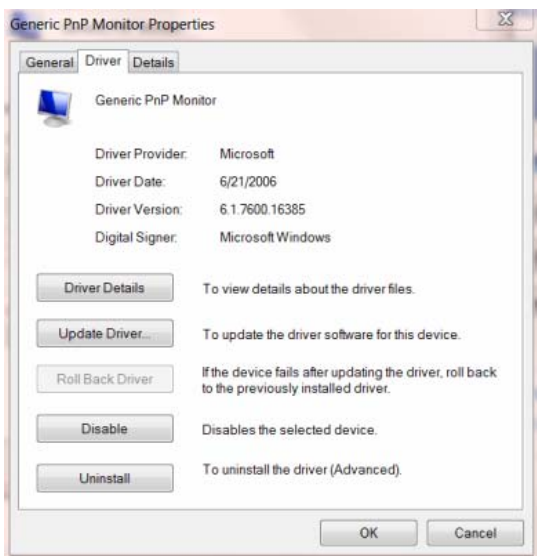 Generic PnP Monitor Properties
General Driver Details
Generic PnP Monitor
Driver Provider: Microsoft
Driver Date: 6/21/2006
Driver Version: 6.1.7600.16385
Digital Signer: Microsoft Windows
Driver Details To view details about the driver files.
Update Driver... To update the driver software for this device.
Roll Back Driver If the device fails after updating the driver, roll back
to the previously installed driver.
Disable Disables the selected device.
Uninstall To uninstall the driver (Advanced).
OK Cancel